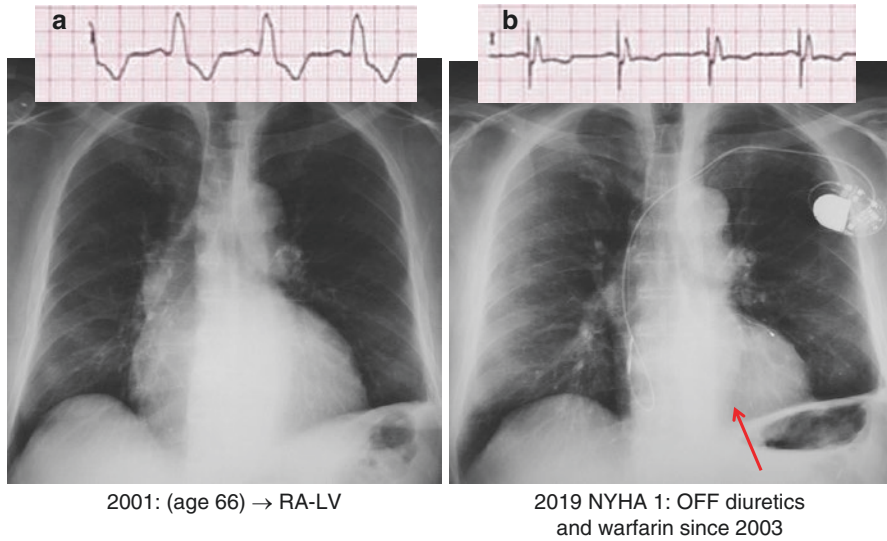 a
I
b
I
2001: (age 66) → RA-LV
2019 NYHA 1: OFF diuretics
and warfarin since 2003